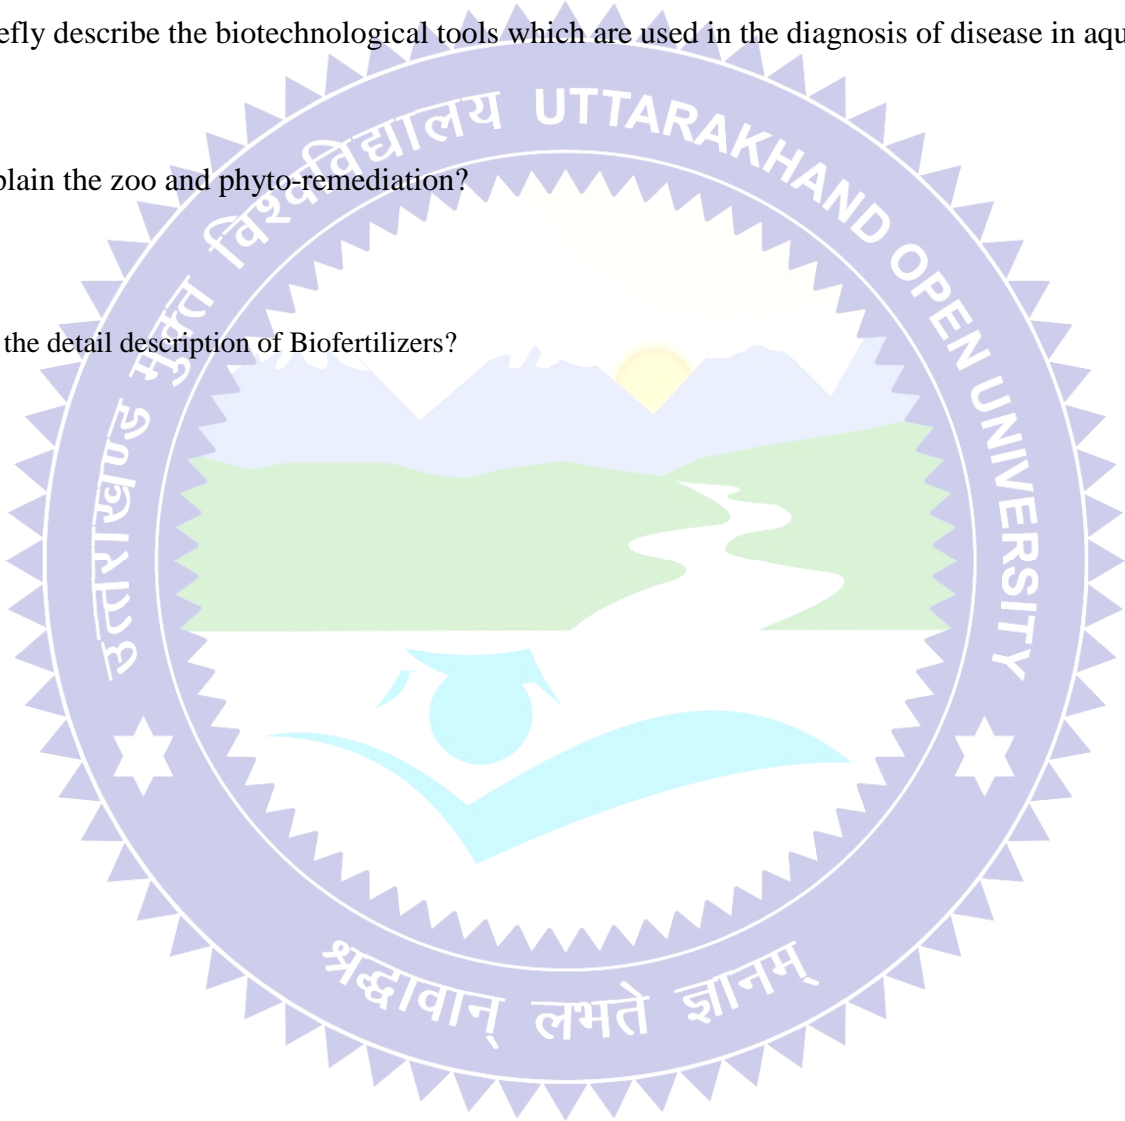 efly describe the biotechnological tools which are used in the diagnosis of disease in aqu
plain the zoo and phyto-remediation?
the detail description of Biofertilizers?
उत्तराखण्ड मुक्त विश्वविद्यालय
UTTARAKHAND OPEN UNIVERSITY
श्रद्धावान् लभते ज्ञानम्